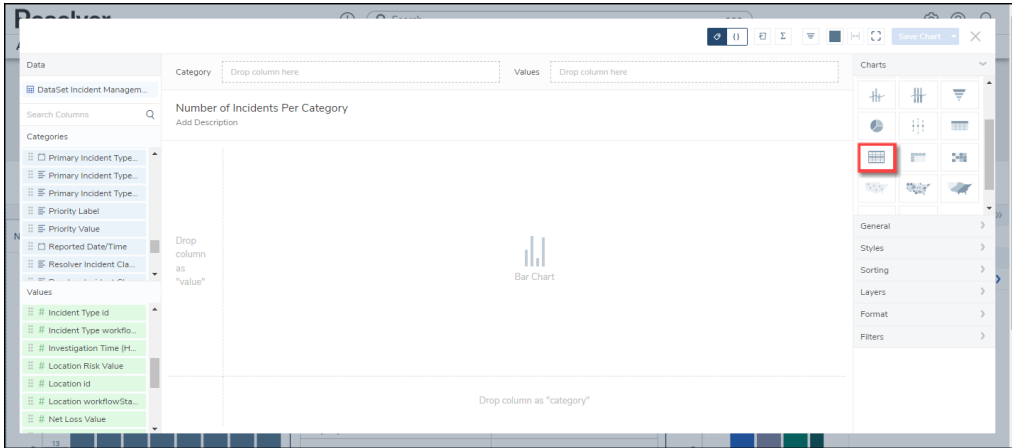 Resolver
Search
Save Chart
Data
DataSet Incident Managem...
Search Columns
Categories
Primary Incident Type...
Primary Incident Type...
Primary Incident Type...
Priority Label
Priority Value
Reported Date/Time
Resolver Incident Cla...
Values
# Incident Type id
# Incident Type workflo...
# Investigation Time (H...
# Location Risk Value
# Location id
# Location workflowSta...
# Net Loss Value
Category
Drop column here
Values
Drop column here
Number of Incidents Per Category
Add Description
Drop
column
as
"value"
Bar Chart
Drop column as "category"
Charts
General
Styles
Sorting
Layers
Format
Filters
13